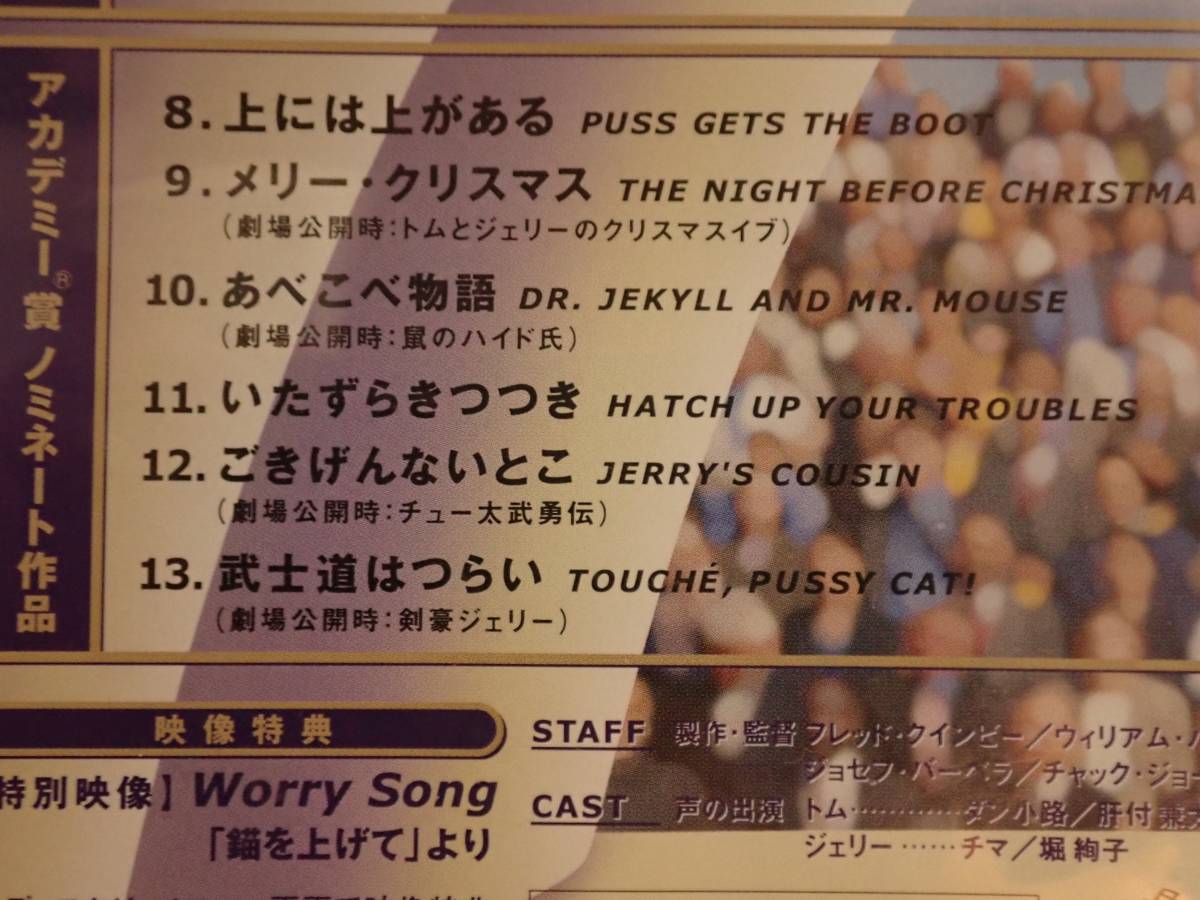 アカデミー®賞 ノミネート作品
8. 上には上がある PUSS GETS THE BOOT
9. メリー・クリスマス THE NIGHT BEFORE CHRISTMA
(劇場公開時:トムとジェリーのクリスマスイブ)
10. あべこべ物語 DR. JEKYLL AND MR. MOUSE
(劇場公開時:鼠のハイド氏)
11. いたずらきつつき HATCH UP YOUR TROUBLES
12. ごきげんないとこ JERRY'S COUSIN
(劇場公開時:チュー太武勇伝)
13. 武士道はつらい TOUCHÉ, PUSSY CAT!
(劇場公開時:剣豪ジェリー)
映像特典
特別映像】Worry Song
「錨を上げて」より
STAFF 製作・監督 フレッド・クインビー/ウィリアム・ハ
ジョセフ・バーベラ/チャック・ジョー
CAST 声の出演 トム…………ダン小路/肝付 兼太
ジェリー ……チマ/堀 絢子